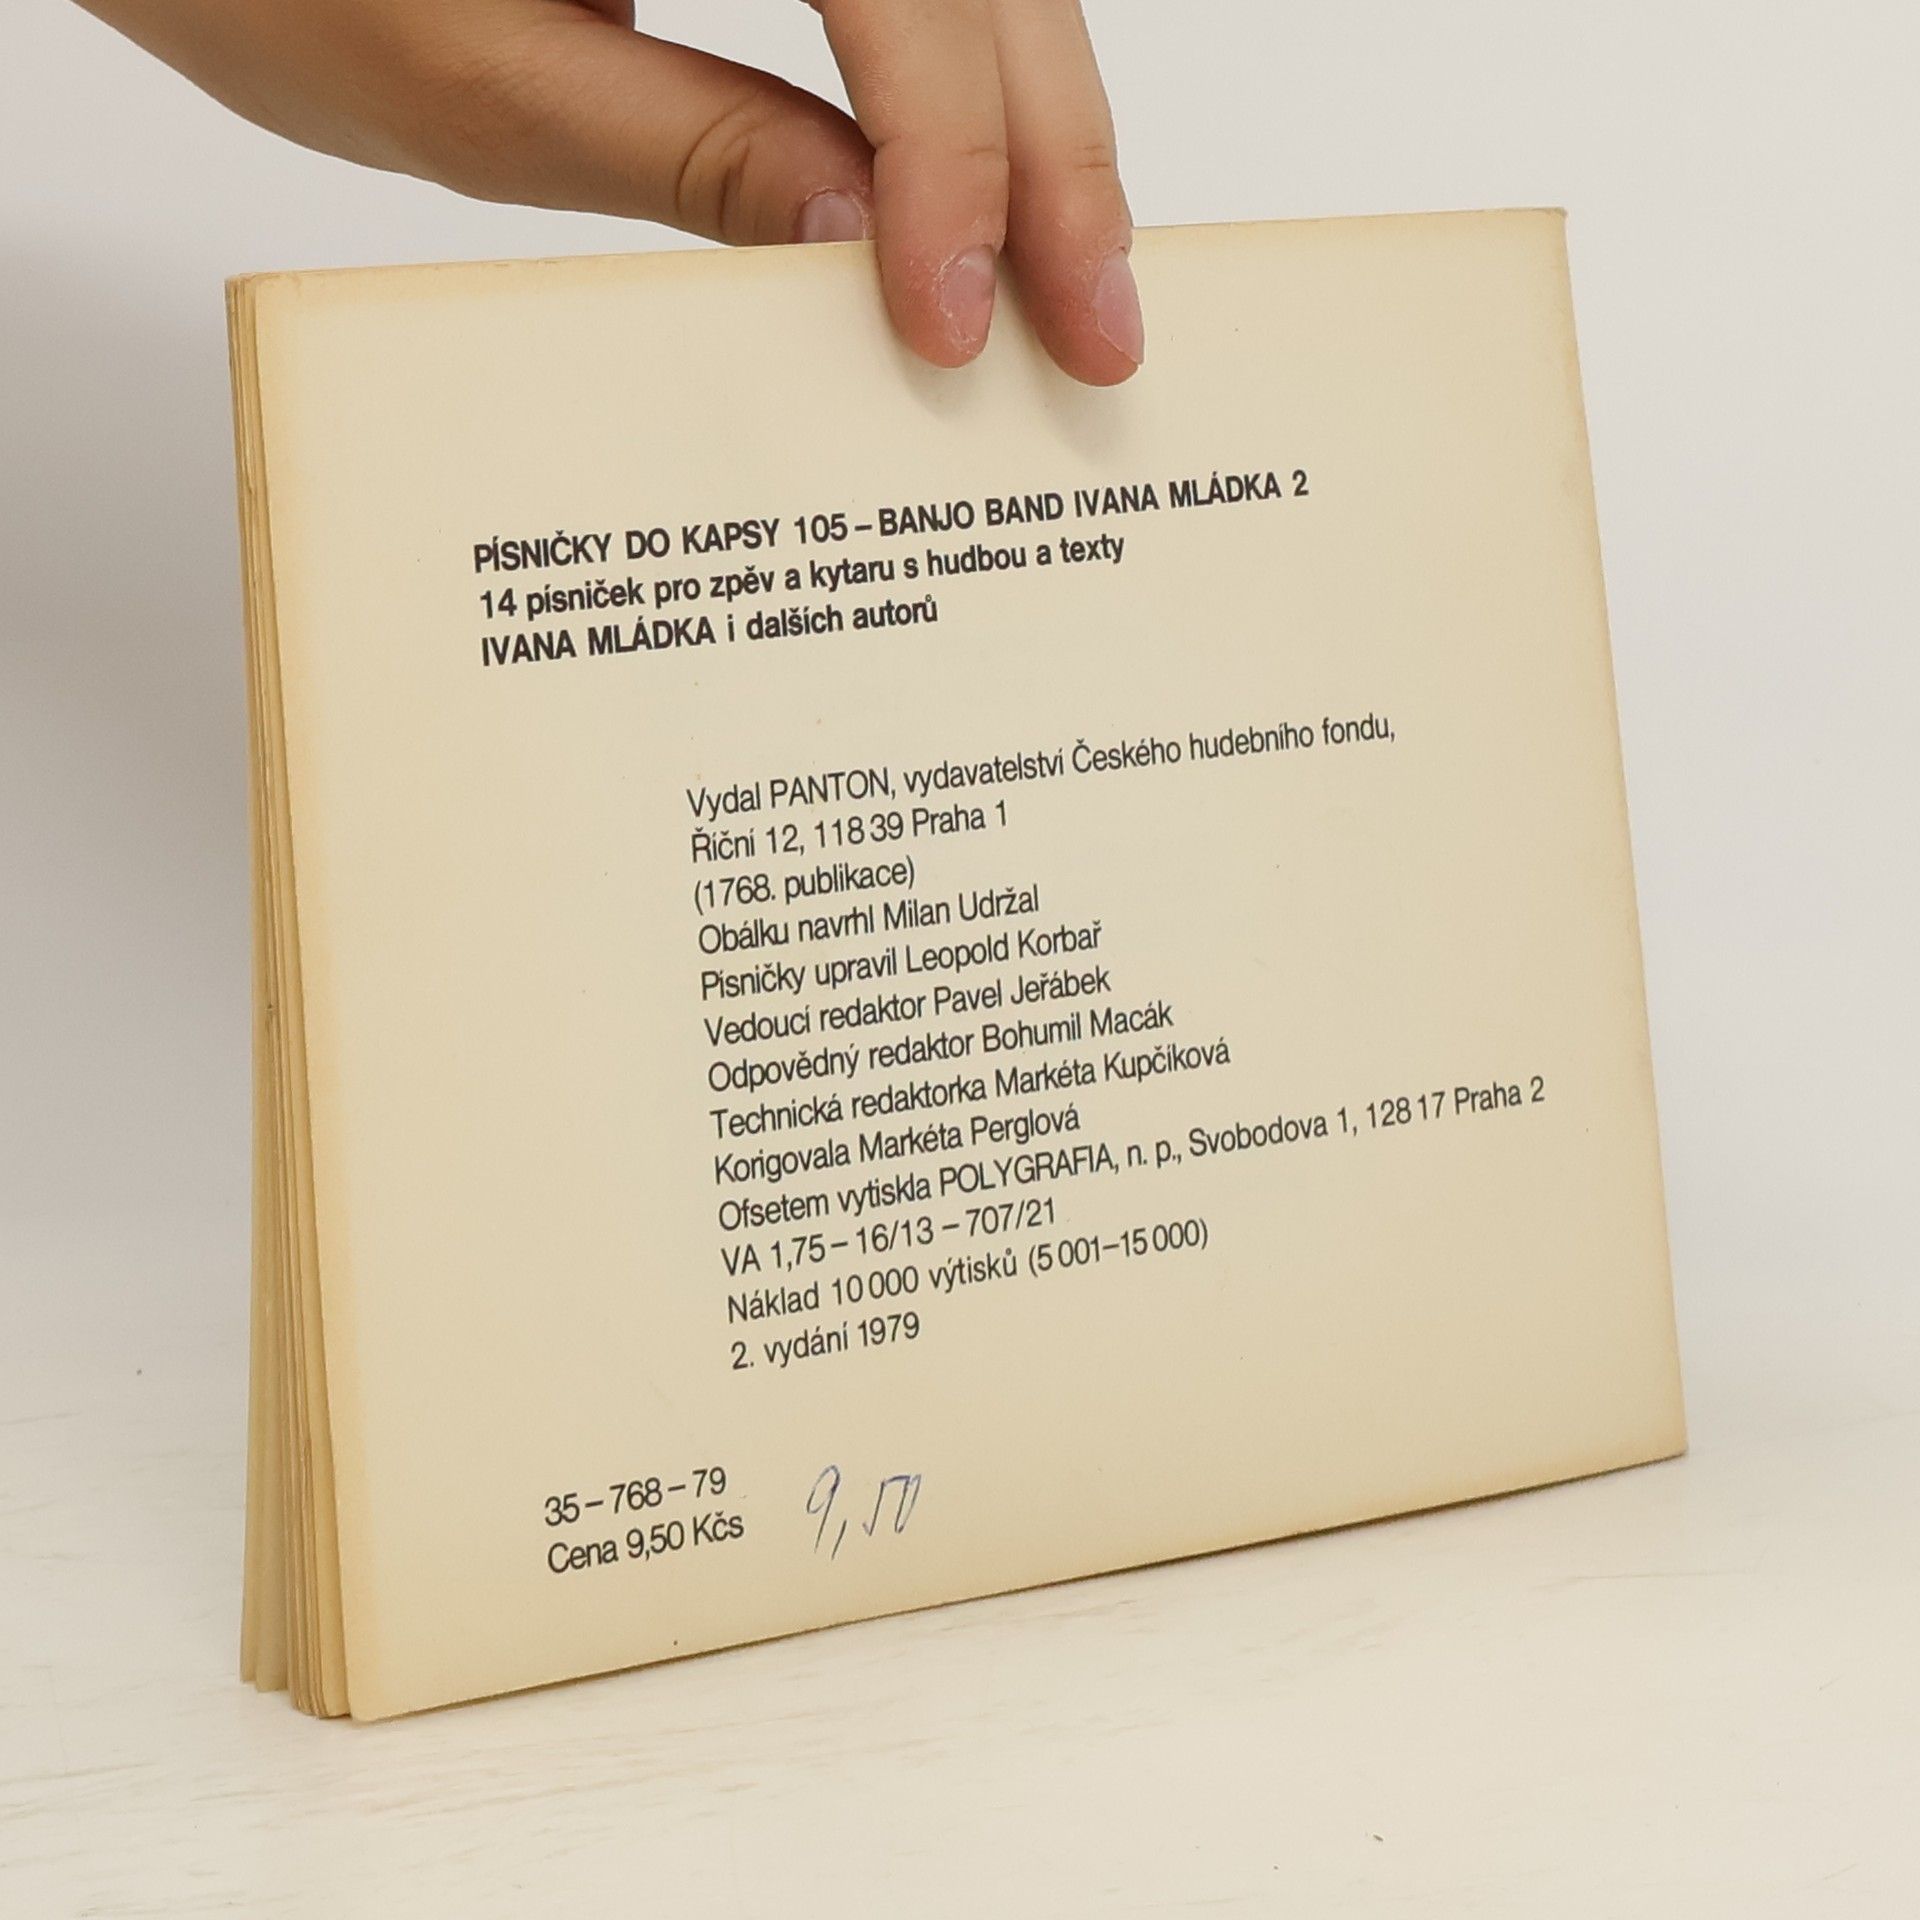 PÍSNIČKY DO KAPSY 105 – BANJO BAND IVANA MLÁDKA 2
14 písniček pro zpěv a kytaru s hudbou a texty
IVANA MLÁDKA i dalších autorů
Vydal PANTON, vydavatelství Českého hudebního fondu,
Říční 12, 118 39 Praha 1
(1768. publikace)
Obálku navrhl Milan Udržal
Písničky upravil Leopold Korbař
Vedoucí redaktor Pavel Jeřábek
Odpovědný redaktor Bohumil Macák
Technická redaktorka Markéta Kupčíková
Korigovala Markéta Perglová
Ofsetem vytiskla POLYGRAFIA, n. p., Svobodova 1, 128 17 Praha 2
VA 1,75 – 16/13 – 707/21
Náklad 10 000 výtisků (5 001–15 000)
2. vydání 1979
35 – 768 – 79
Cena 9,50 Kčs
9,50